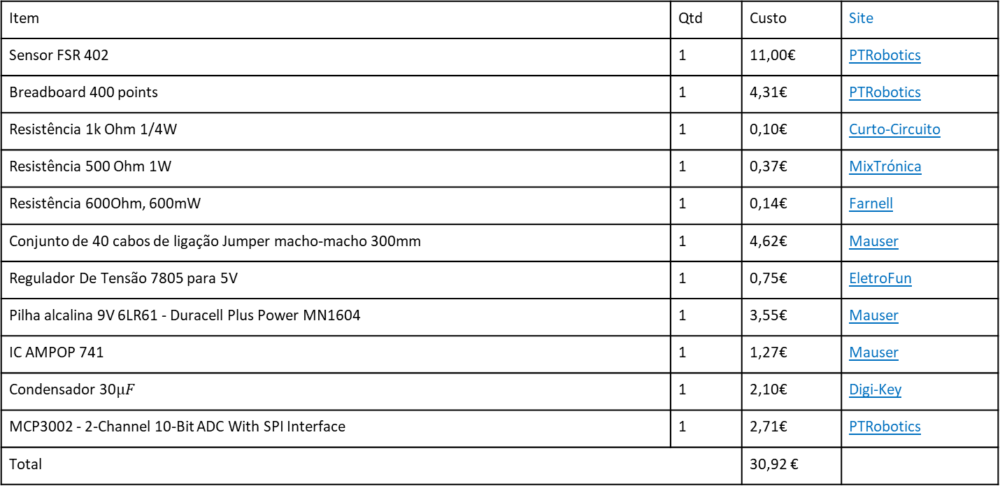 Item Qtd Custo Site
Sensor FSR 402 1 11,00€ PTRobotics
Breadboard 400 points 1 4,31€ PTRobotics
Resistência 1k Ohm 1/4W 1 0,10€ Curto-Circuito
Resistência 500 Ohm 1W 1 0,37€ MixTrónica
Resistência 600Ohm, 600mW 1 0,14€ Farnell
Conjunto de 40 cabos de ligação Jumper macho-macho 300mm 1 4,62€ Mauser
Regulador De Tensão 7805 para 5V 1 0,75€ EletroFun
Pilha alcalina 9V 6LR61 - Duracell Plus Power MN1604 1 3,55€ Mauser
IC AMPOP 741 1 1,27€ Mauser
Condensador 30μF 1 2,10€ Digi-Key
MCP3002 - 2-Channel 10-Bit ADC With SPI Interface 1 2,71€ PTRobotics
Total 30,92 €